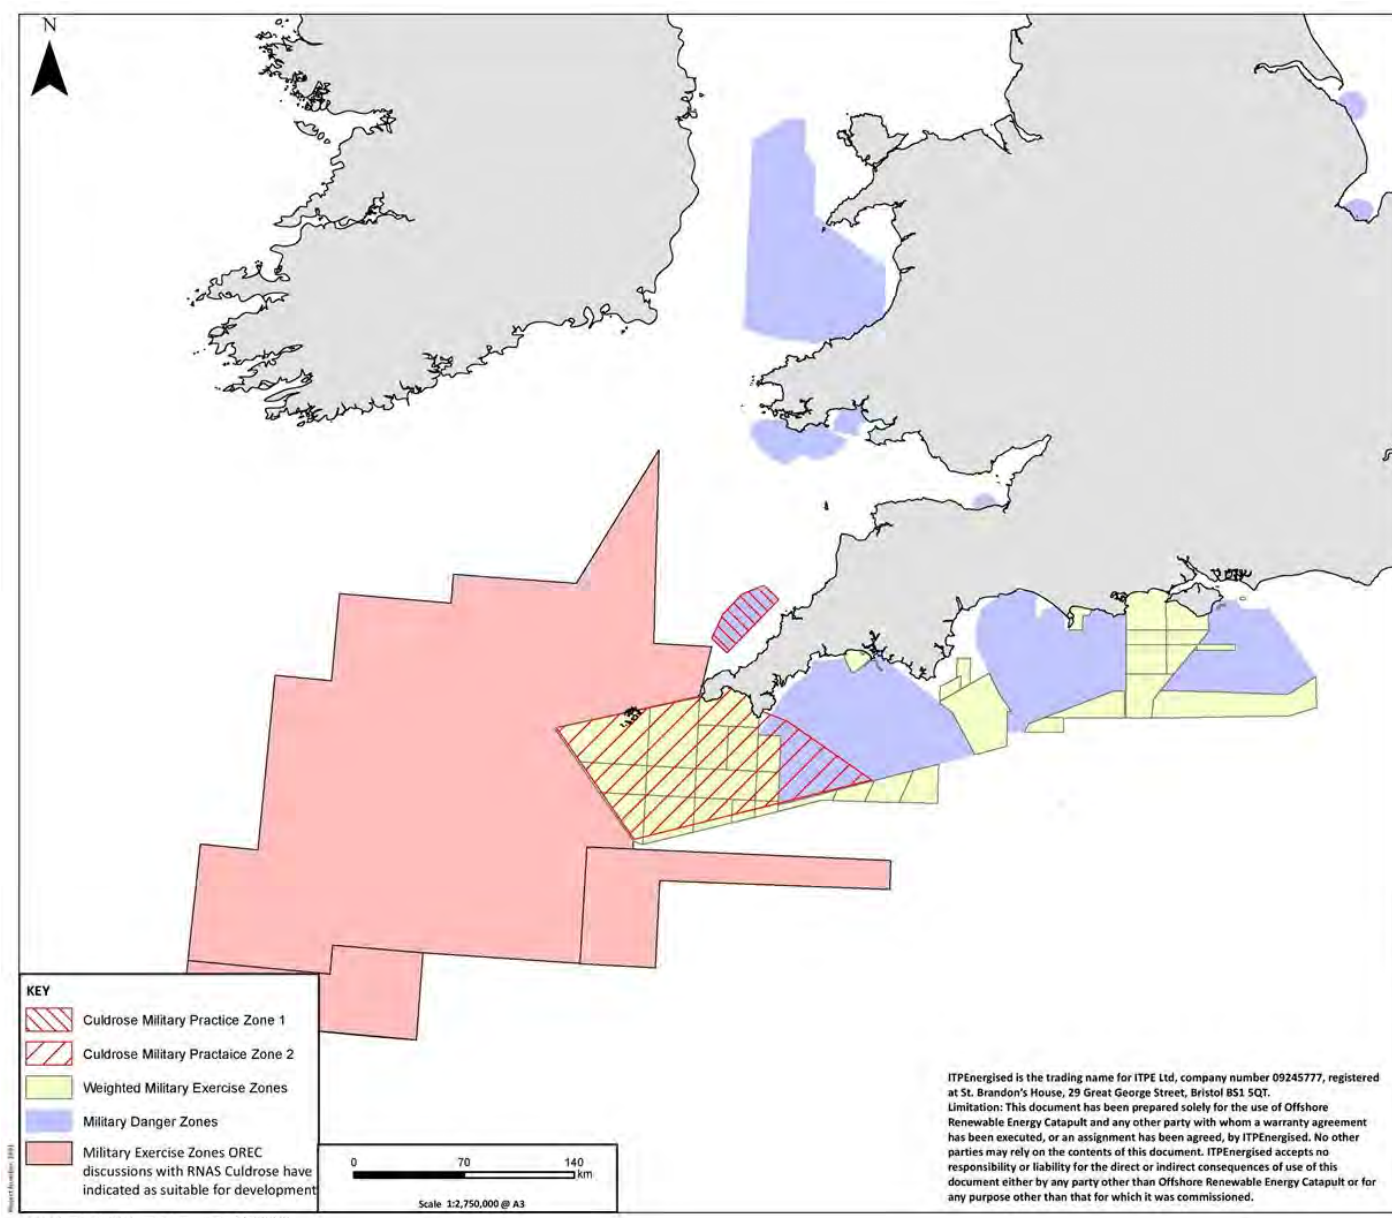 N
KEY
Culdrose Military Practice Zone 1
Culdrose Military Practaice Zone 2
Weighted Military Exercise Zones
Military Danger Zones
Military Exercise Zones OREC
discussions with RNAS Culdrose have
indicated as suitable for development
0 70 140
km
Scale 1:2,750,000 @ A3
ITPEnergised is the trading name for ITPE Ltd, company number 09245777, registered
at St. Brandon's House, 29 Great George Street, Bristol BS1 5QT.
Limitation: This document has been prepared solely for the use of Offshore
Renewable Energy Catapult and any other party with whom a warranty agreement
has been executed, or an assignment has been agreed, by ITPEnergised. No other
parties may rely on the contents of this document. ITPEnergised accepts no
responsibility or liability for the direct or indirect consequences of use of this
document either by any party other than Offshore Renewable Energy Catapult or for
any purpose other than that for which it was commissioned.